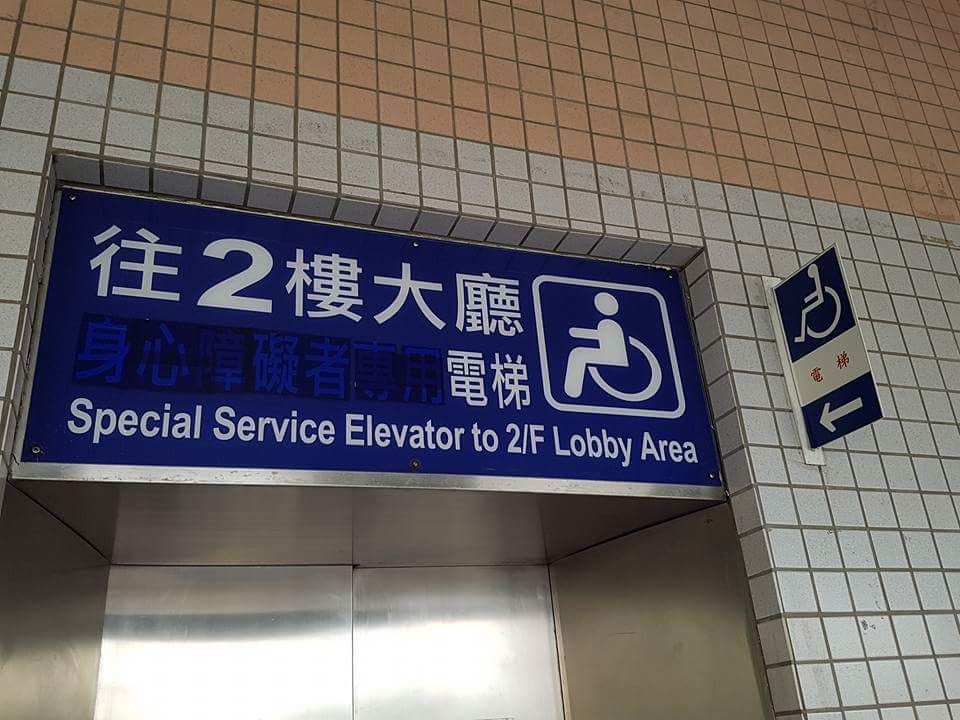 往2樓大廳
身心障礙者專用電梯
Special Service Elevator to 2/F Lobby Area
電梯